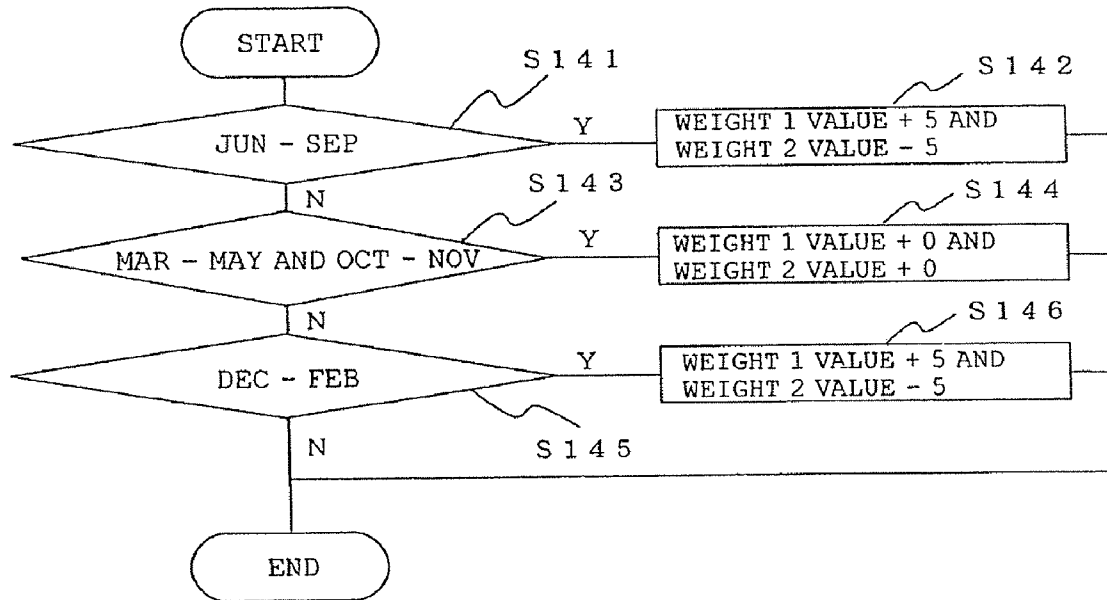 START
S141
JUN - SEP
Y
S142
WEIGHT 1 VALUE + 5 AND
WEIGHT 2 VALUE - 5
N
S143
MAR - MAY AND OCT - NOV
Y
S144
WEIGHT 1 VALUE + 0 AND
WEIGHT 2 VALUE + 0
N
DEC - FEB
Y
S146
WEIGHT 1 VALUE + 5 AND
WEIGHT 2 VALUE - 5
S145
N
END